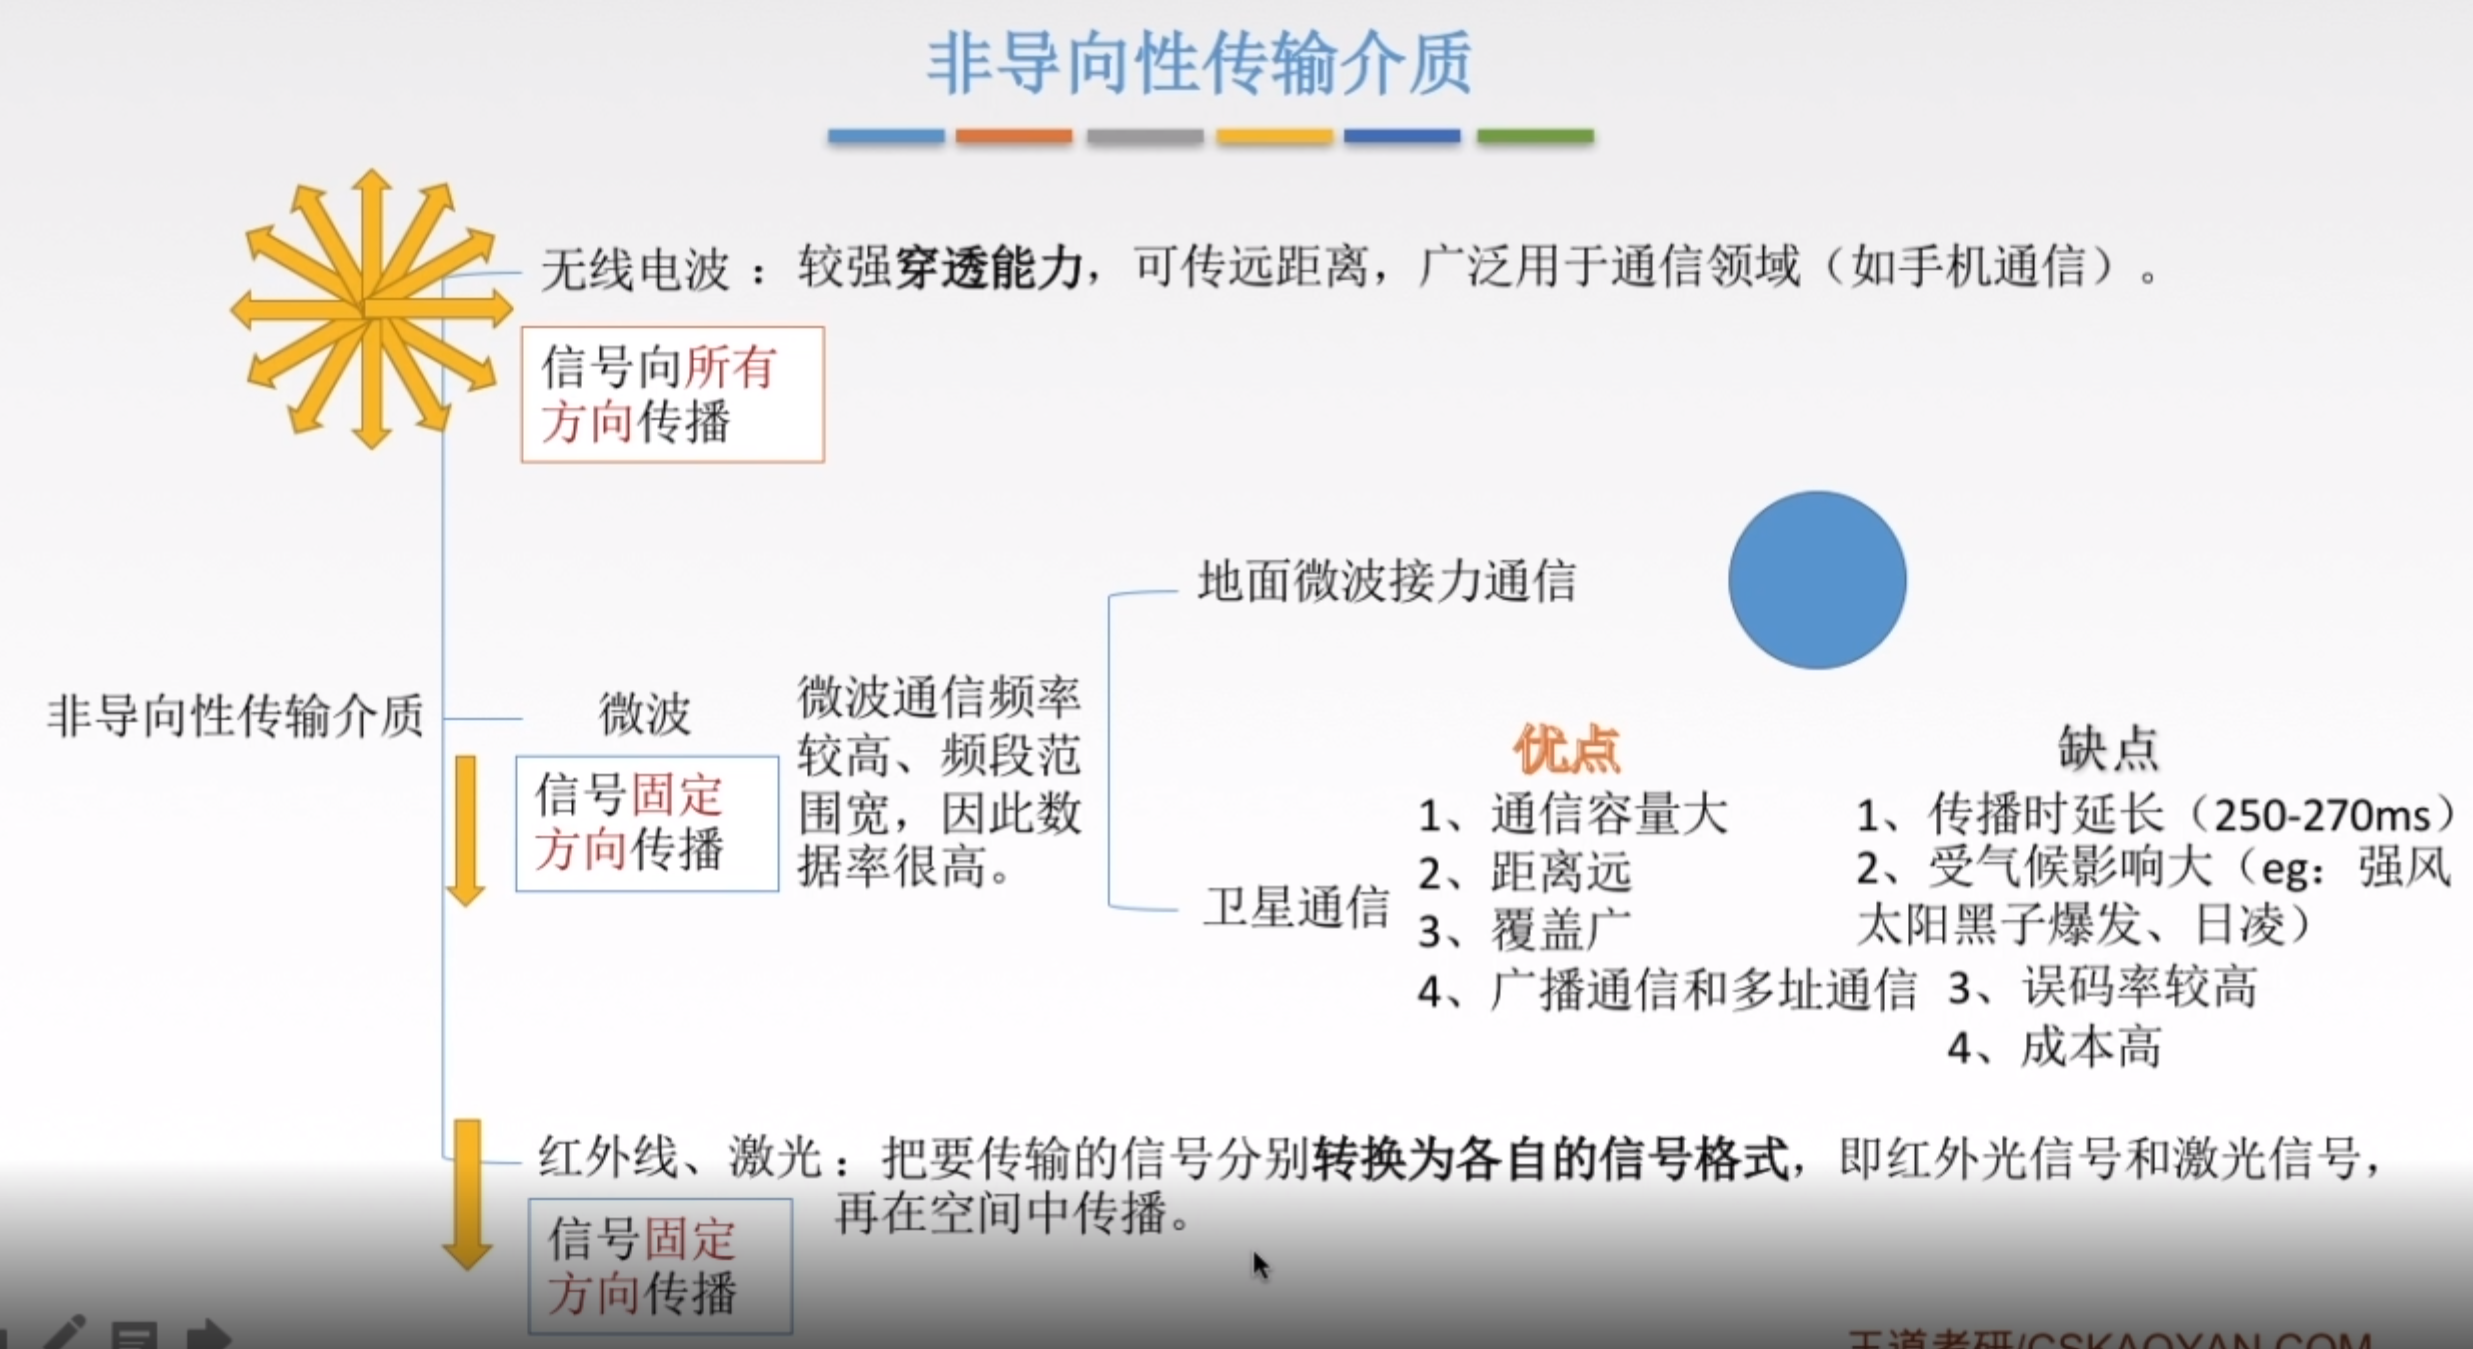 非导向性传输介质
无线电波：较强穿透能力，可传远距离，广泛用于通信领域（如手机通信）。
信号向所有
方向传播
地面微波接力通信
非导向性传输介质
微波
微波通信频率
较高、频段范
围宽，因此数
据率很高。
信号固定
方向传播
卫星通信
优点
1、通信容量大
2、距离远
3、覆盖广
4、广播通信和多址通信
缺点
1、传播时延长（250-270ms）
2、受气候影响大（eg：强风
太阳黑子爆发、日凌）
3、误码率较高
4、成本高
红外线、激光：把要传输的信号分别转换为各自的信号格式，即红外光信号和激光信号，
再在空间中传播。
信号固定
方向传播
王道考研/CSKAOYAN.COM